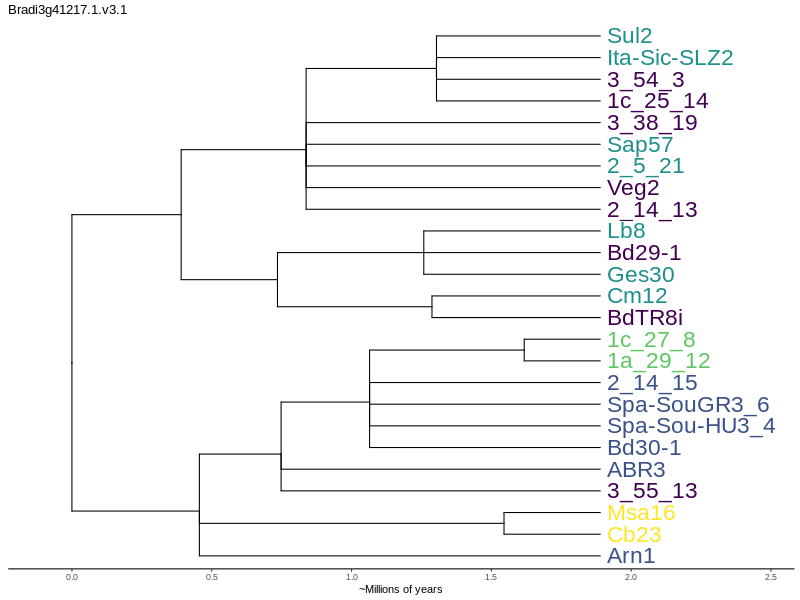 Bradi3g41217.1.v3.1
Sul2
Ita-Sic-SLZ2
3_54_3
1c_25_14
3_38_19
Sap57
2_5_21
Veg2
2_14_13
Lb8
Bd29-1
Ges30
Cm12
BdTR8i
1c_27_8
1a_29_12
2_14_15
Spa-SouGR3_6
Spa-Sou-HU3_4
Bd30-1
ABR3
3_55_13
Msa16
Cb23
Arn1
0.0 0.5 1.0 1.5 2.0 2.5
~Millions of years